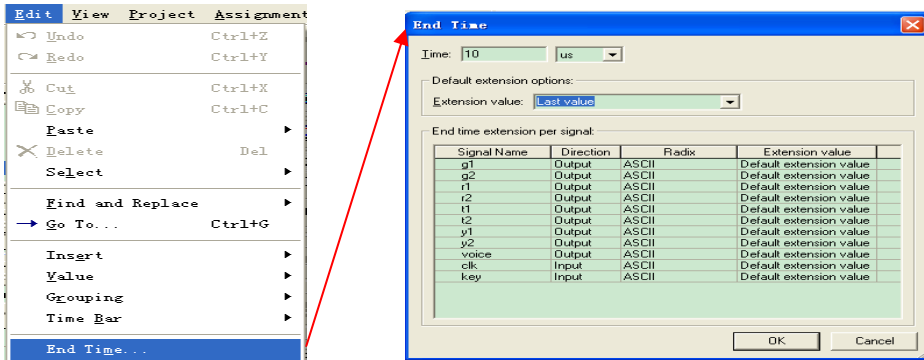 Edit View Project Assignment
Undo Ctrl+Z
Redo Ctrl+Y
Cut Ctrl+X
Copy Ctrl+C
Paste
Delete Del
Select
Find and Replace
Go To... Ctrl+G
Insert
Value
Grouping
Time Bar
End Time...
End Time
Time: 10 us
Default extension options:
Extension value: Last value
End time extension per signal:
Signal Name Direction Radix Extension value
g1 Output ASCII Default extension value
g2 Output ASCII Default extension value
r1 Output ASCII Default extension value
r2 Output ASCII Default extension value
t1 Output ASCII Default extension value
t2 Output ASCII Default extension value
y1 Output ASCII Default extension value
y2 Output ASCII Default extension value
voice Output ASCII Default extension value
clk Input ASCII Default extension value
key Input ASCII Default extension value
OK Cancel